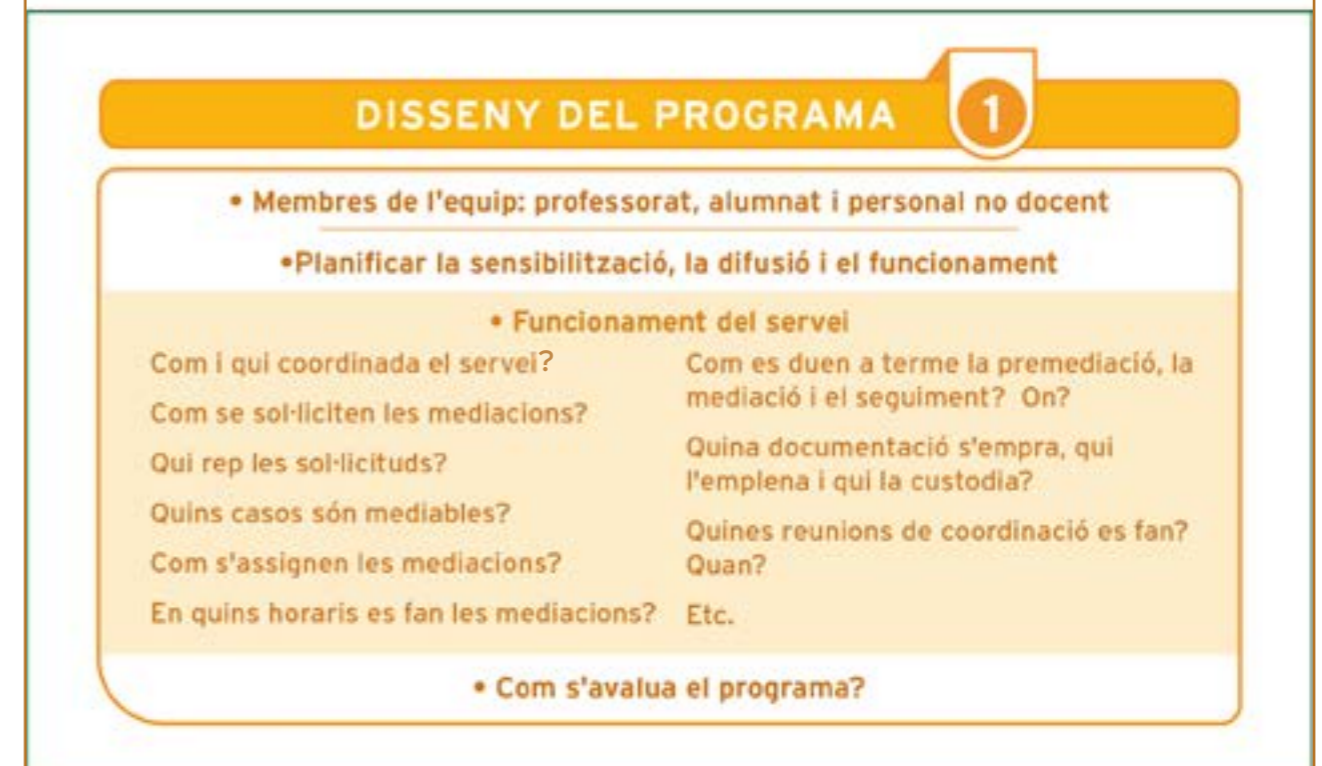 DISSENY DEL PROGRAMA
1
• Membres de l'equip: professorat, alumnat i personal no docent
•Planificar la sensibilització, la difusió i el funcionament
• Funcionament del servei
Com i qui coordinada el servei?
Com se sol·liciten les mediacions?
Qui rep les sol·licituds?
Quins casos són mediables?
Com s'assignen les mediacions?
En quins horaris es fan les mediacions?
Com es duen a terme la premediació, la
mediació i el seguiment? On?
Quina documentació s'empra, qui
l'emplena i qui la custodia?
Quines reunions de coordinació es fan?
Quan?
Etc.
• Com s'avalua el programa?